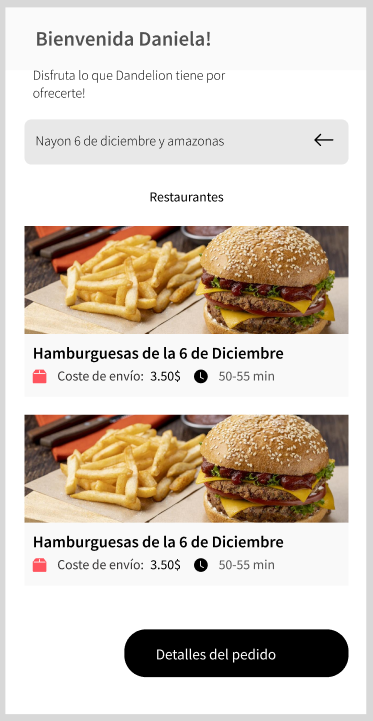 Bienvenida Daniela!
Disfruta lo que Dandelion tiene por
ofrecerte!
Nayon 6 de diciembre y amazonas
Restaurantes
Hamburguesas de la 6 de Diciembre
Coste de envío: 3.50$ 50-55 min
Hamburguesas de la 6 de Diciembre
Coste de envío: 3.50$ 50-55 min
Detalles del pedido